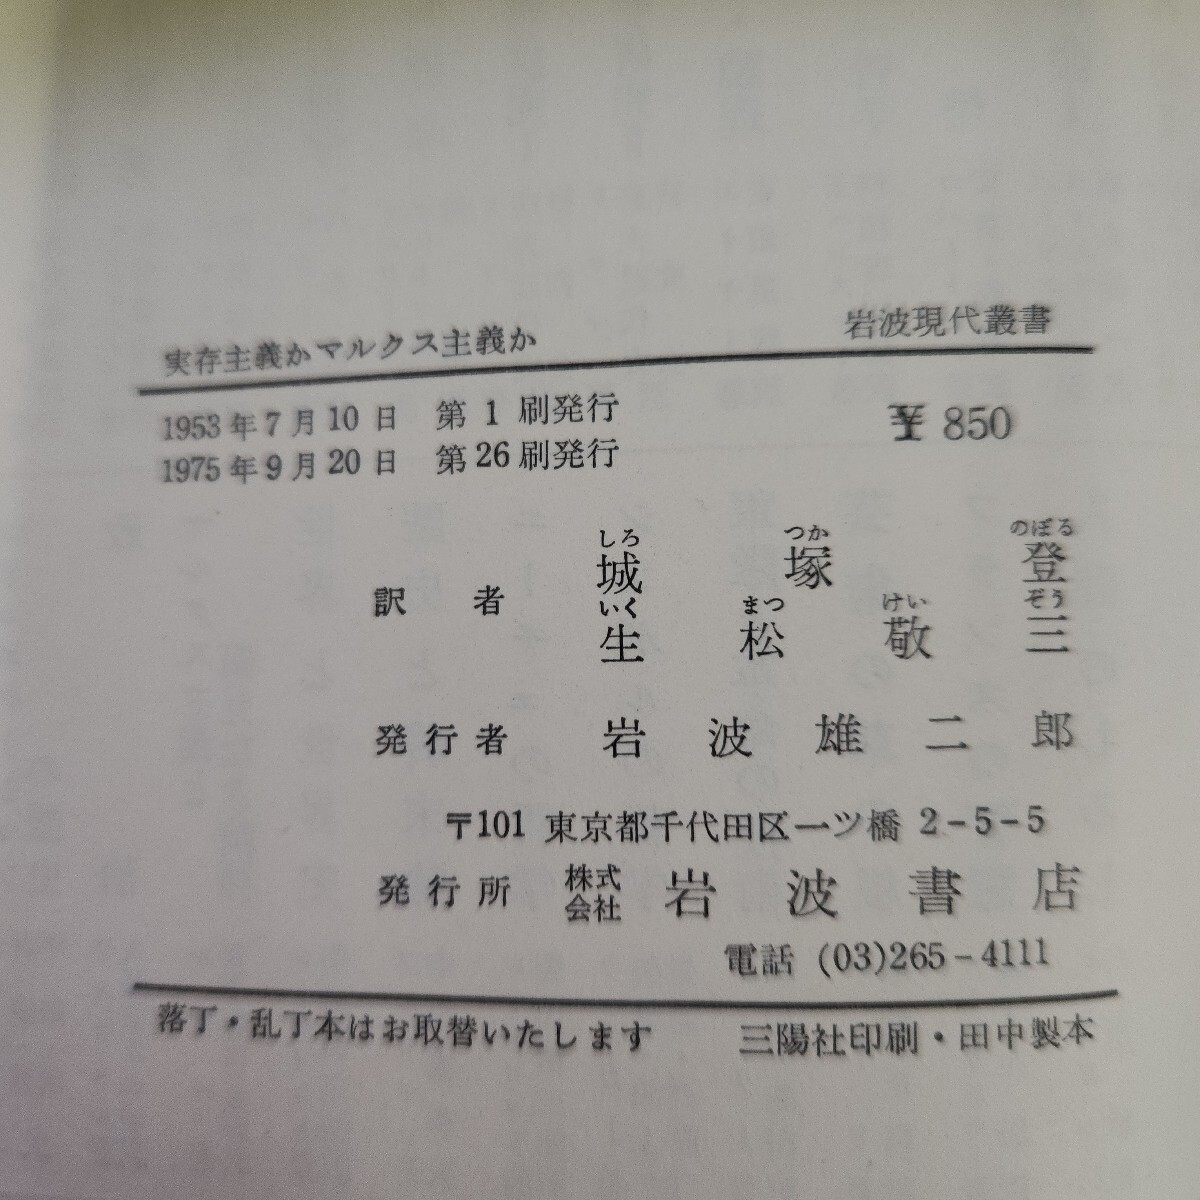 実存主義かマルクス主義か 岩波現代叢書
1953年7月10日 第1刷発行
1975年9月20日 第26刷発行
¥850
しろ つか のぼる
訳者 城塚登
いく まつ けい ぞう
生松敬三
発行者 岩波雄二郎
〒101 東京都千代田区一ツ橋 2-5-5
発行所 株式会社 岩波書店
電話 (03)265-4111
落丁・乱丁本はお取替いたします 三陽社印刷・田中製本